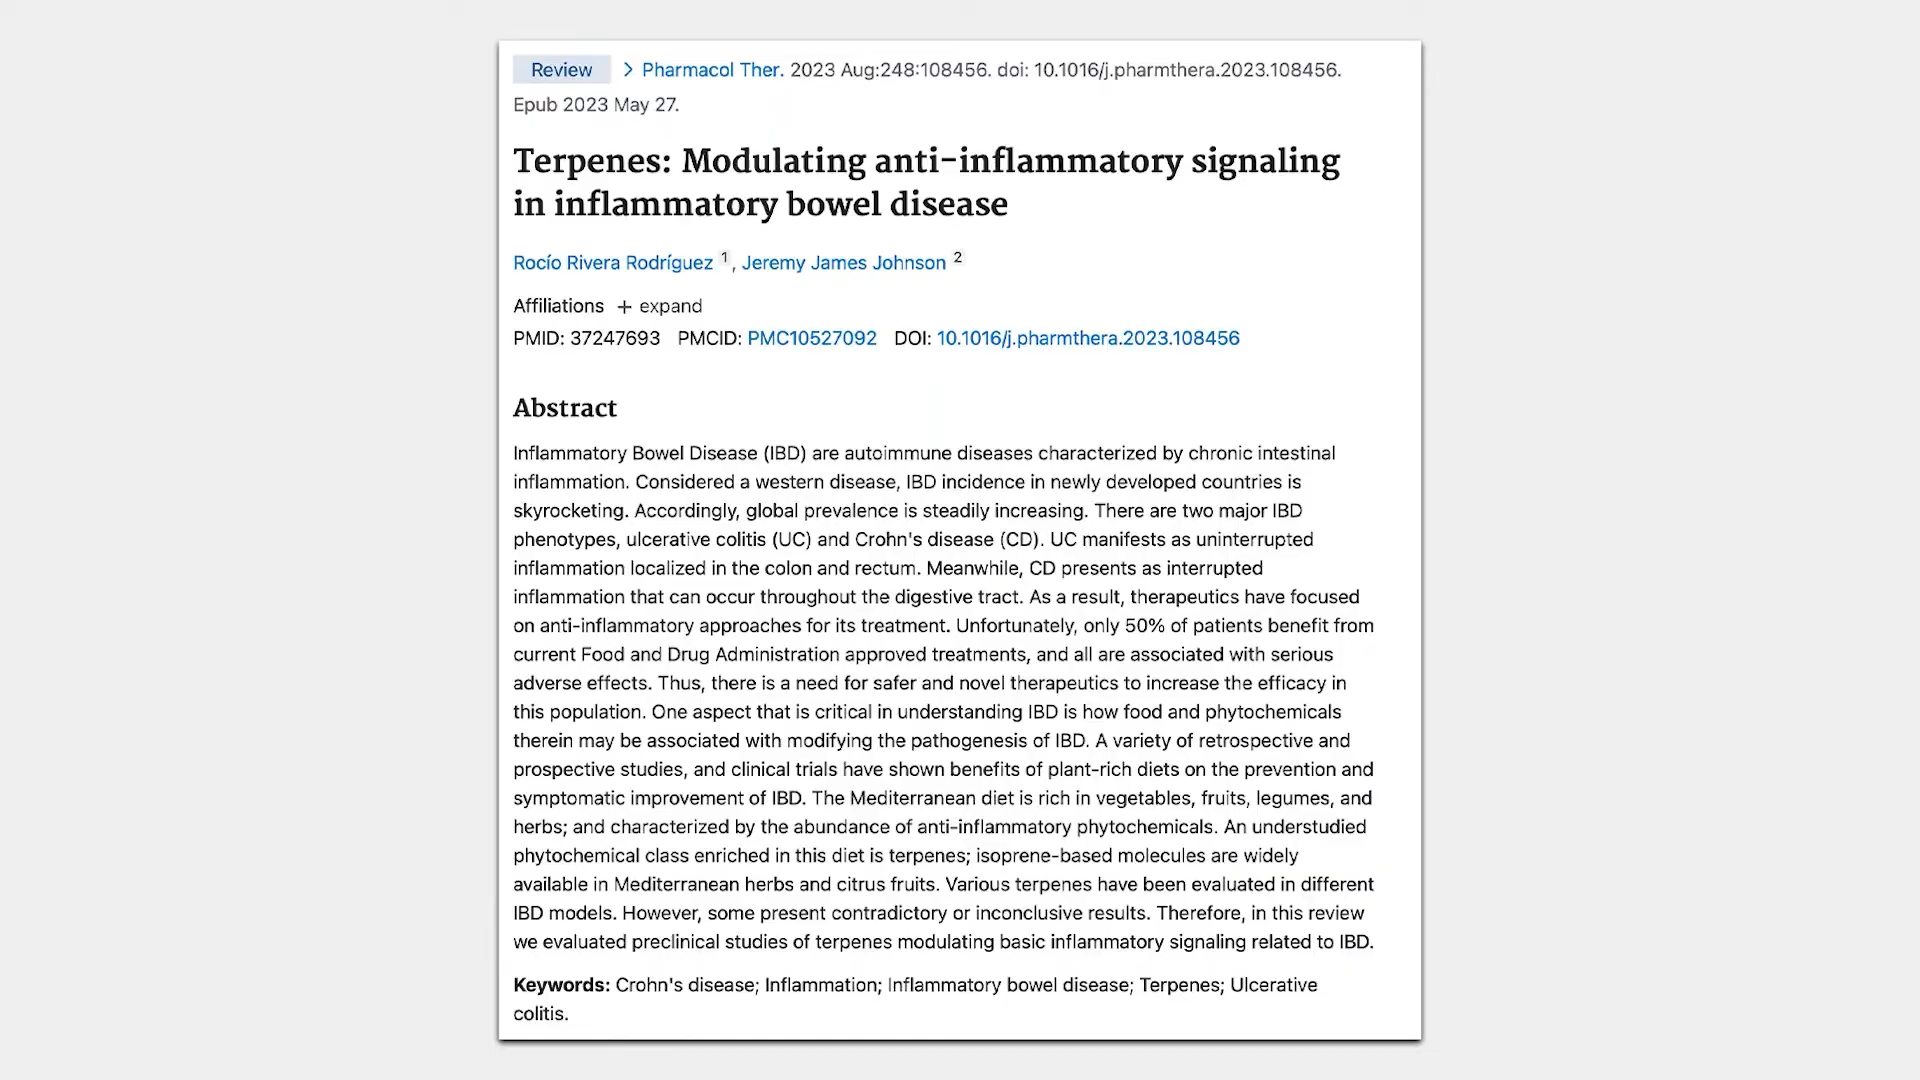 Review > Pharmacol Ther. 2023 Aug:248:108456. doi: 10.1016/j.pharmthera.2023.108456.
Epub 2023 May 27.
Terpenes: Modulating anti-inflammatory signaling
in inflammatory bowel disease
Rocío Rivera Rodríguez 1, Jeremy James Johnson 2
Affiliations + expand
PMID: 37247693 PMCID: PMC10527092 DOI: 10.1016/j.pharmthera.2023.108456
Abstract
Inflammatory Bowel Disease (IBD) are autoimmune diseases characterized by chronic intestinal
inflammation. Considered a western disease, IBD incidence in newly developed countries is
skyrocketing. Accordingly, global prevalence is steadily increasing. There are two major IBD
phenotypes, ulcerative colitis (UC) and Crohn's disease (CD). UC manifests as uninterrupted
inflammation localized in the colon and rectum. Meanwhile, CD presents as interrupted
inflammation that can occur throughout the digestive tract. As a result, therapeutics have focused
on anti-inflammatory approaches for its treatment. Unfortunately, only 50% of patients benefit from
current Food and Drug Administration approved treatments, and all are associated with serious
adverse effects. Thus, there is a need for safer and novel therapeutics to increase the efficacy in
this population. One aspect that is critical in understanding IBD is how food and phytochemicals
therein may be associated with modifying the pathogenesis of IBD. A variety of retrospective and
prospective studies, and clinical trials have shown benefits of plant-rich diets on the prevention and
symptomatic improvement of IBD. The Mediterranean diet is rich in vegetables, fruits, legumes, and
herbs; and characterized by the abundance of anti-inflammatory phytochemicals. An understudied
phytochemical class enriched in this diet is terpenes; isoprene-based molecules are widely
available in Mediterranean herbs and citrus fruits. Various terpenes have been evaluated in different
IBD models. However, some present contradictory or inconclusive results. Therefore, in this review
we evaluated preclinical studies of terpenes modulating basic inflammatory signaling related to IBD.
Keywords: Crohn's disease; Inflammation; Inflammatory bowel disease; Terpenes; Ulcerative
colitis.